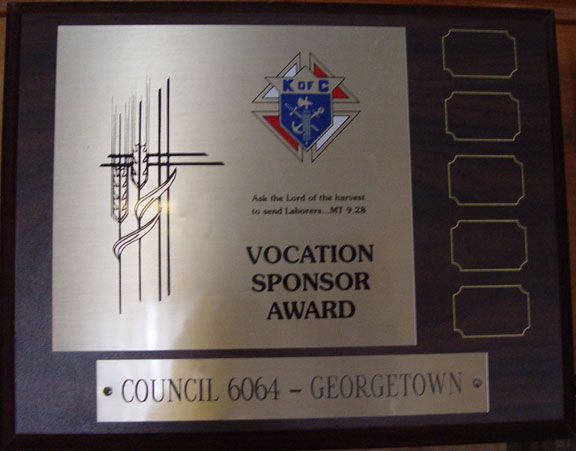 K OF C
Ask the Lord of the harvest
to send Laborers...MT 9.28
VOCATION
SPONSOR
AWARD
COUNCIL 6064 - GEORGETOWN